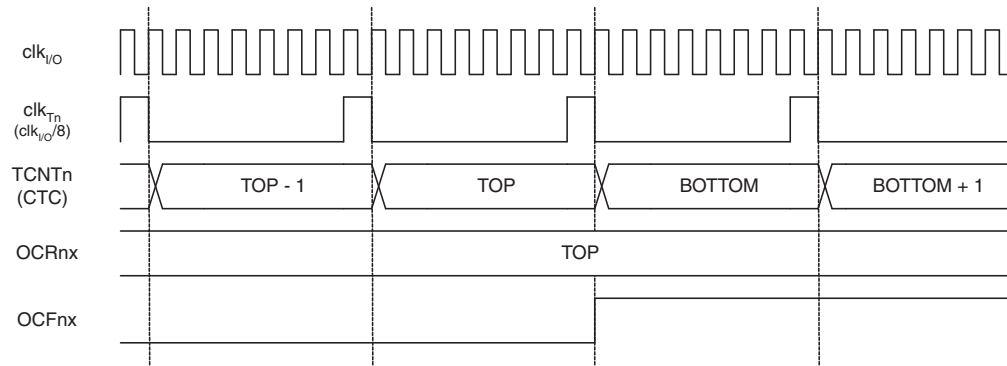 clkI/O
clkTn
(clkI/O/8)
TCNTn
(CTC)
TOP - 1
TOP
BOTTOM
BOTTOM + 1
OCRnx
TOP
OCFnx